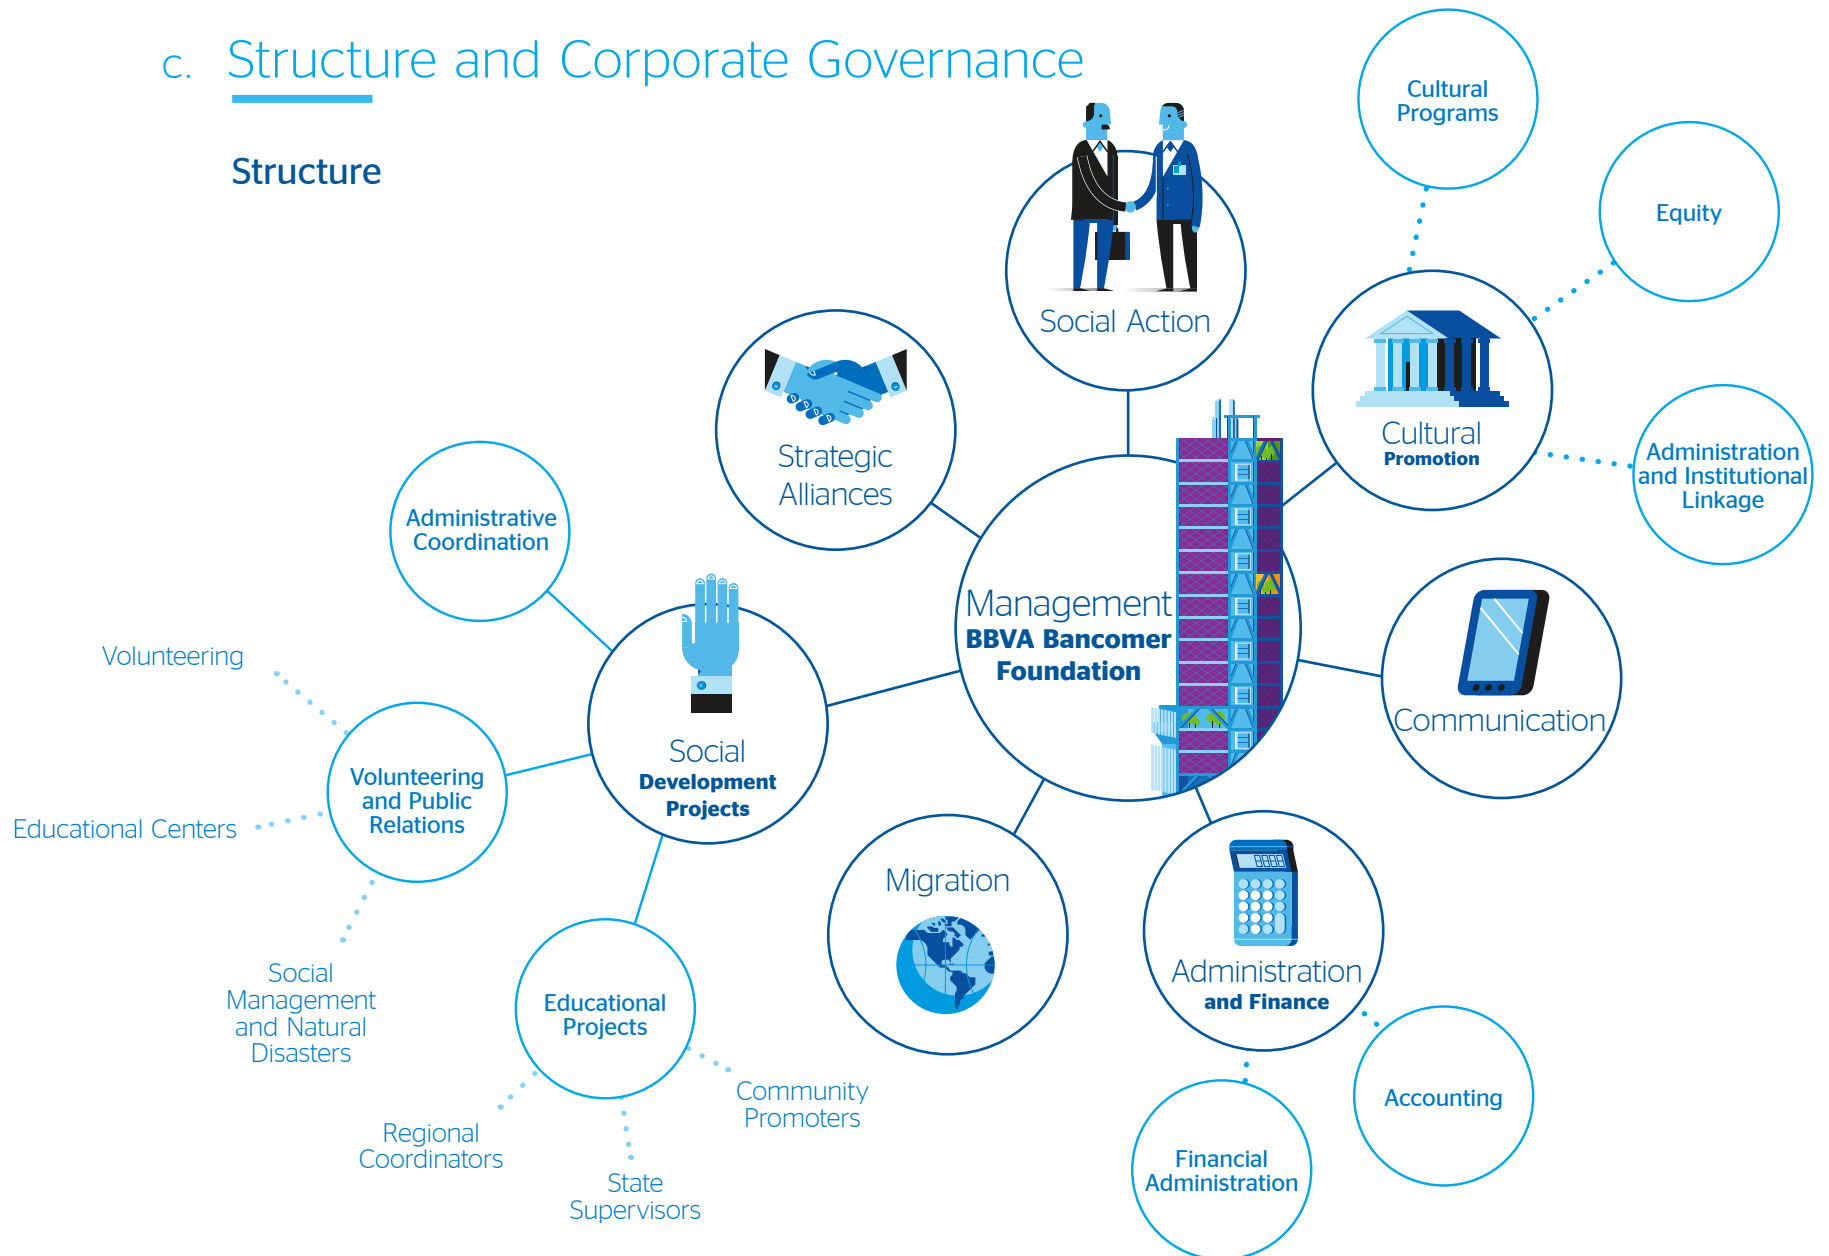 c. Structure and Corporate Governance
Structure
Cultural
Programs
Equity
Social Action
Cultural
Promotion
Administration
and Institutional
Linkage
Strategic
Alliances
Administrative
Coordination
Management
BBVA Bancomer
Foundation
Volunteering
Communication
Social
Development
Projects
Volunteering
and Public
Relations
Educational Centers
Migration
Administration
and Finance
Social
Management
and Natural
Disasters
Educational
Projects
Community
Promoters
Accounting
Regional
Coordinators
State
Supervisors
Financial
Administration